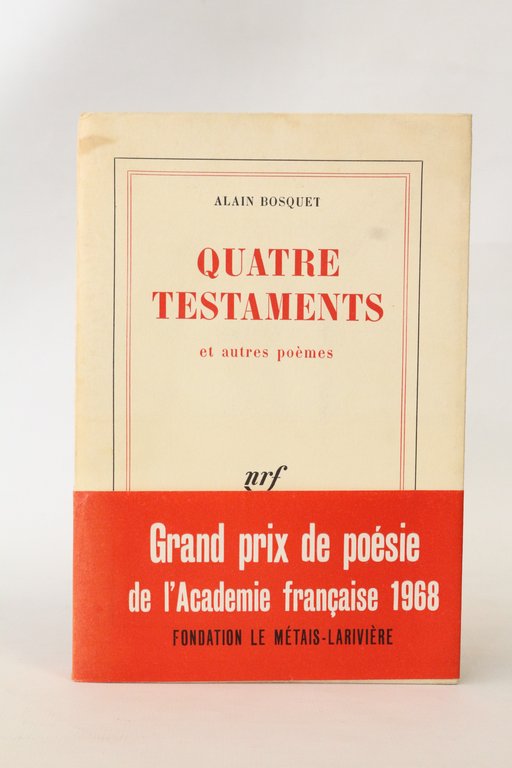 ALAIN BOSQUET
QUATRE
TESTAMENTS
et autres poèmes
nrf
Grand prix de poésie
de l'Academie française 1968
FONDATION LE MÉTAIS-LARIVIÈRE